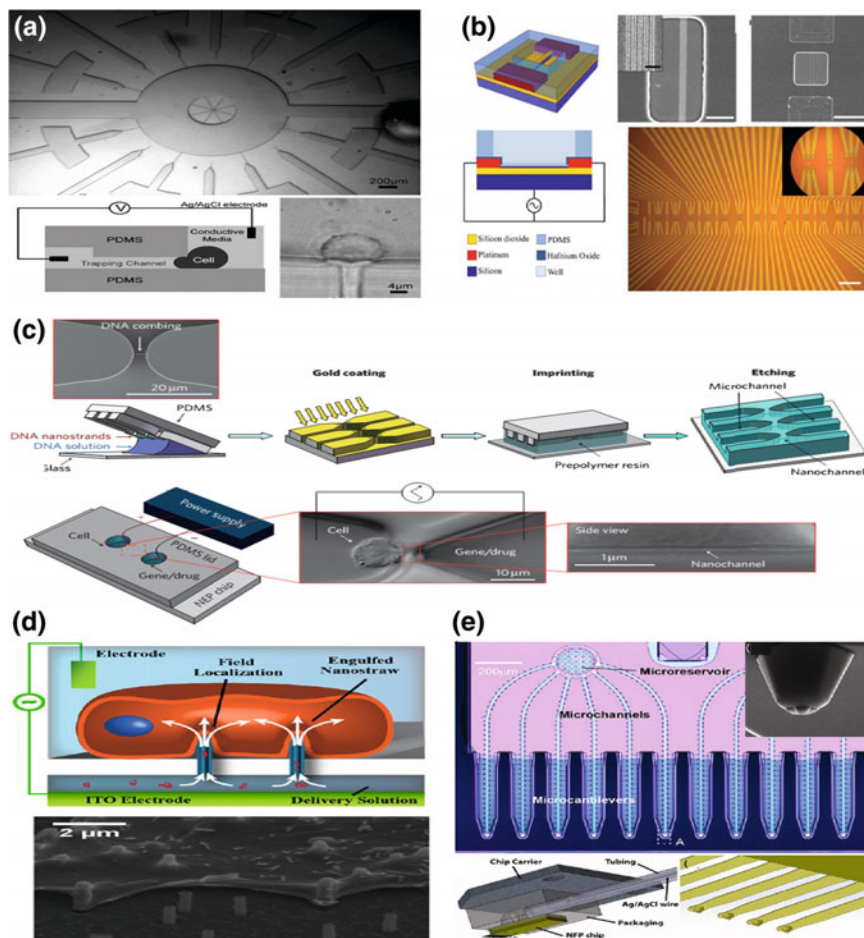 (a)
200µm
V
Ag/AgCl electrode
PDMS
Conductive
Media
Trapping Channel
Cell
PDMS
4µm
(b)
Silicon dioxide
PDMS
Platinum
Hafnium Oxide
Silicon
Well
(c)
DNA combing
20 µm
PDMS
DNA nanostrands
DNA solution
Glass
Gold coating
Imprinting
Prepolymer resin
Etching
Microchannel
Nanochannel
Power supply
+
−
Cell
PDMS lid
Gene/drug
NEP chip
Cell
Gene/drug
10 µm
Side view
1µm
Nanochannel
(d)
Electrode
Field
Localization
Engulfed
Nanostraw
ITO Electrode
Delivery Solution
2 µm
(e)
200µm
Microreservoir
Microchannels
Microcantilevers
A
Chip Carrier
Tubing
Ag/AgCl wire
Packaging
NFP chip